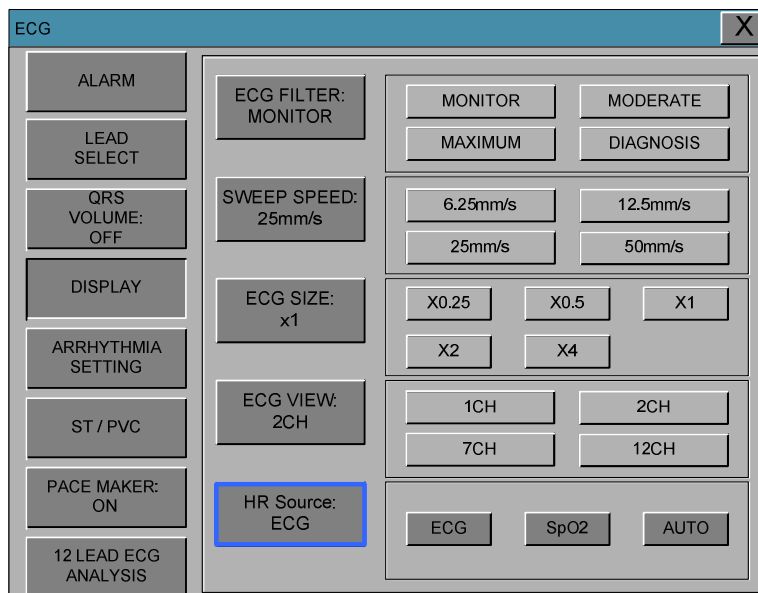 ECG
X
ALARM
LEAD
SELECT
QRS
VOLUME:
OFF
DISPLAY
ARRHYTHMIA
SETTING
ST / PVC
PACE MAKER:
ON
12 LEAD ECG
ANALYSIS
ECG FILTER:
MONITOR
MONITOR MODERATE
MAXIMUM DIAGNOSIS
SWEEP SPEED:
25mm/s
6.25mm/s 12.5mm/s
25mm/s 50mm/s
ECG SIZE:
x1
X0.25 X0.5 X1
X2 X4
ECG VIEW:
2CH
1CH 2CH
7CH 12CH
HR Source:
ECG
ECG SpO2 AUTO